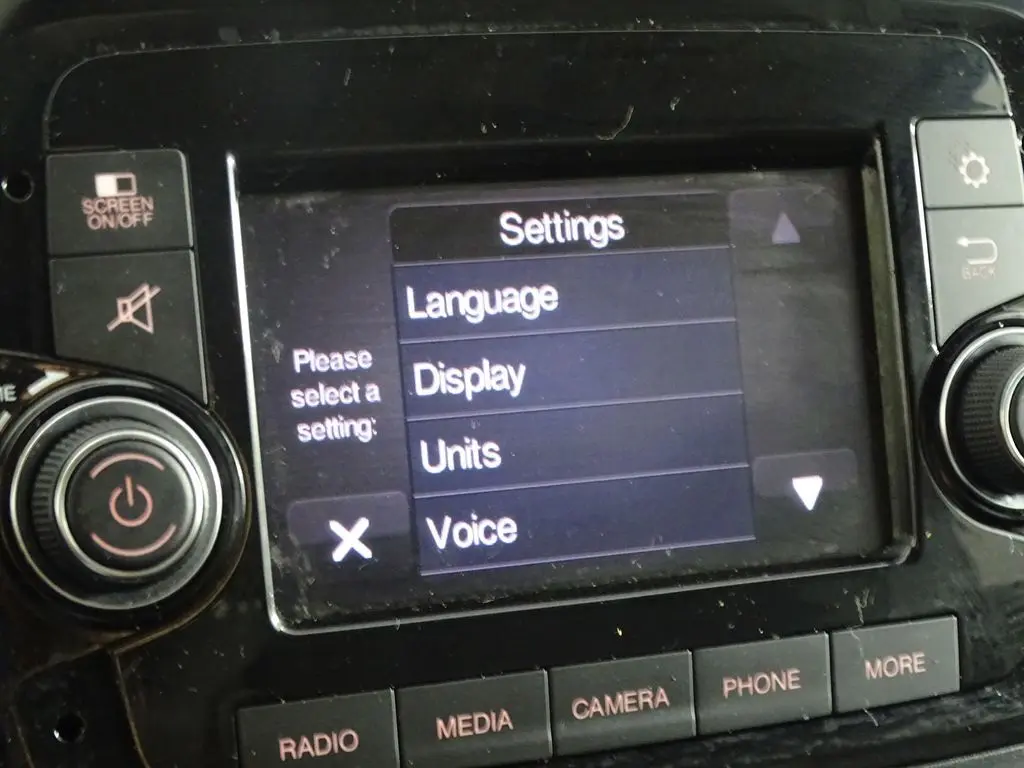 SCREEN
ON/OFF
Settings
Language
Please
select a
setting:
Display
Units
Voice
BACK
RADIO
MEDIA
CAMERA
PHONE
MORE